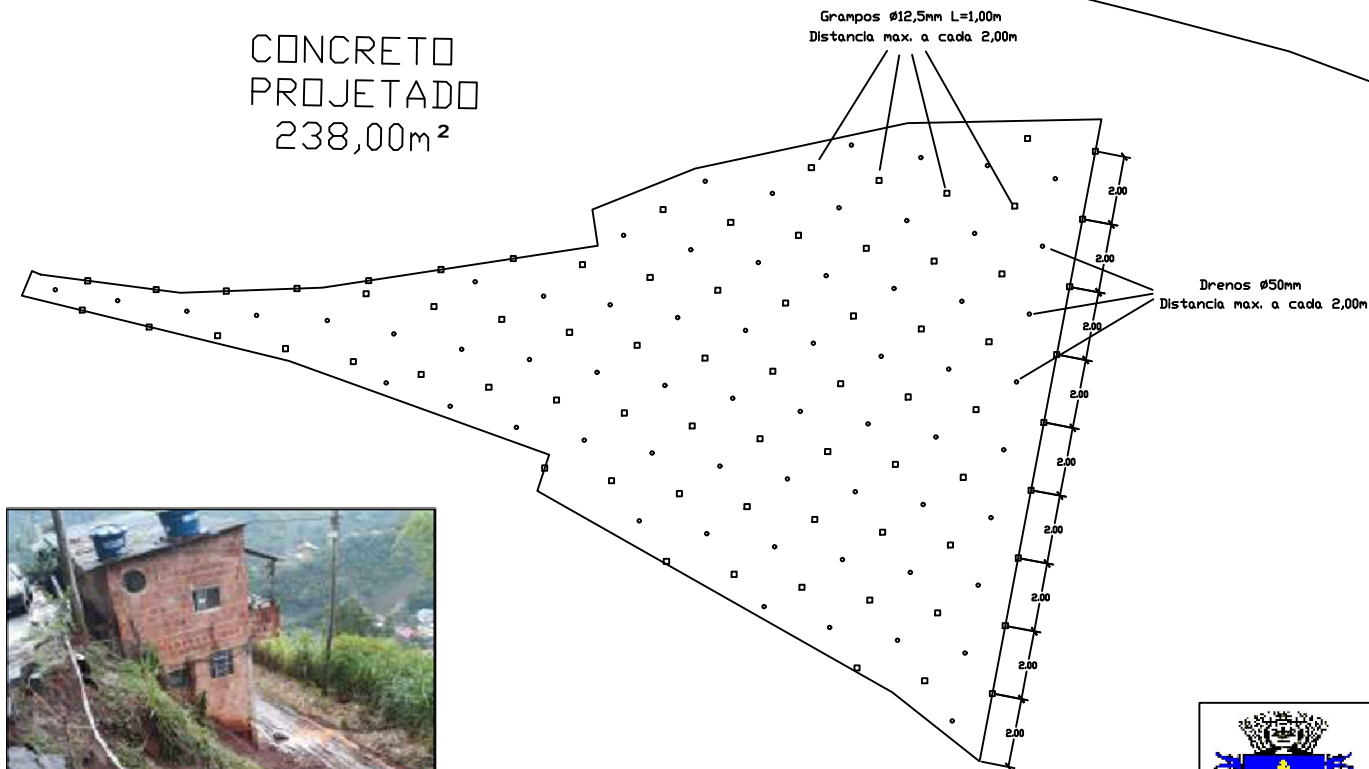 CONCRETO
PROJETADO
238,00m²
Grampos ø12,5mm L=1,00m
Distancia max. a cada 2,00m
2.00
2.00
2.00
2.00
2.00
2.00
2.00
2.00
2.00
Drenos ø50mm
Distancia max. a cada 2,00m